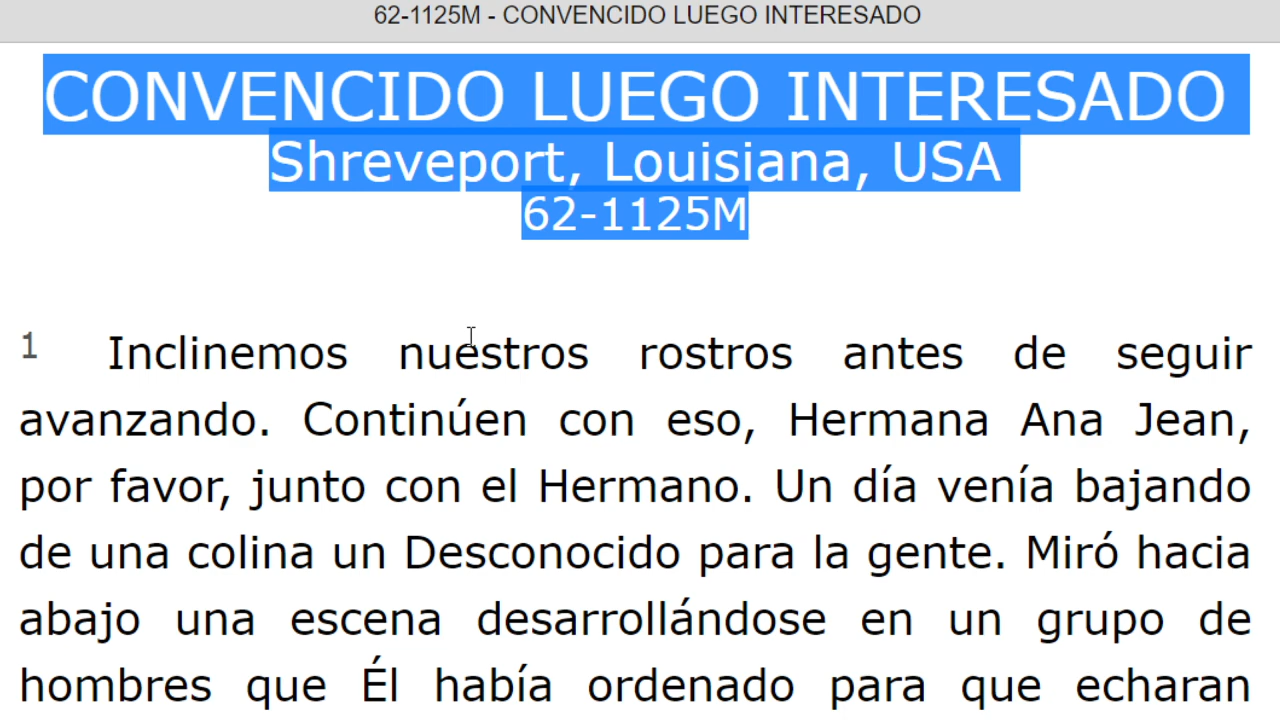 62-1125M - CONVENCIDO LUEGO INTERESADO
CONVENCIDO LUEGO INTERESADO
Shreveport, Louisiana, USA
62-1125M
1 Inclinemos nuestros rostros antes de seguir
avanzando. Continúen con eso, Hermana Ana Jean,
por favor, junto con el Hermano. Un día venía bajando
de una colina un Desconocido para la gente. Miró hacia
abajo una escena desarrollándose en un grupo de
hombres que Él había ordenado para que echaran